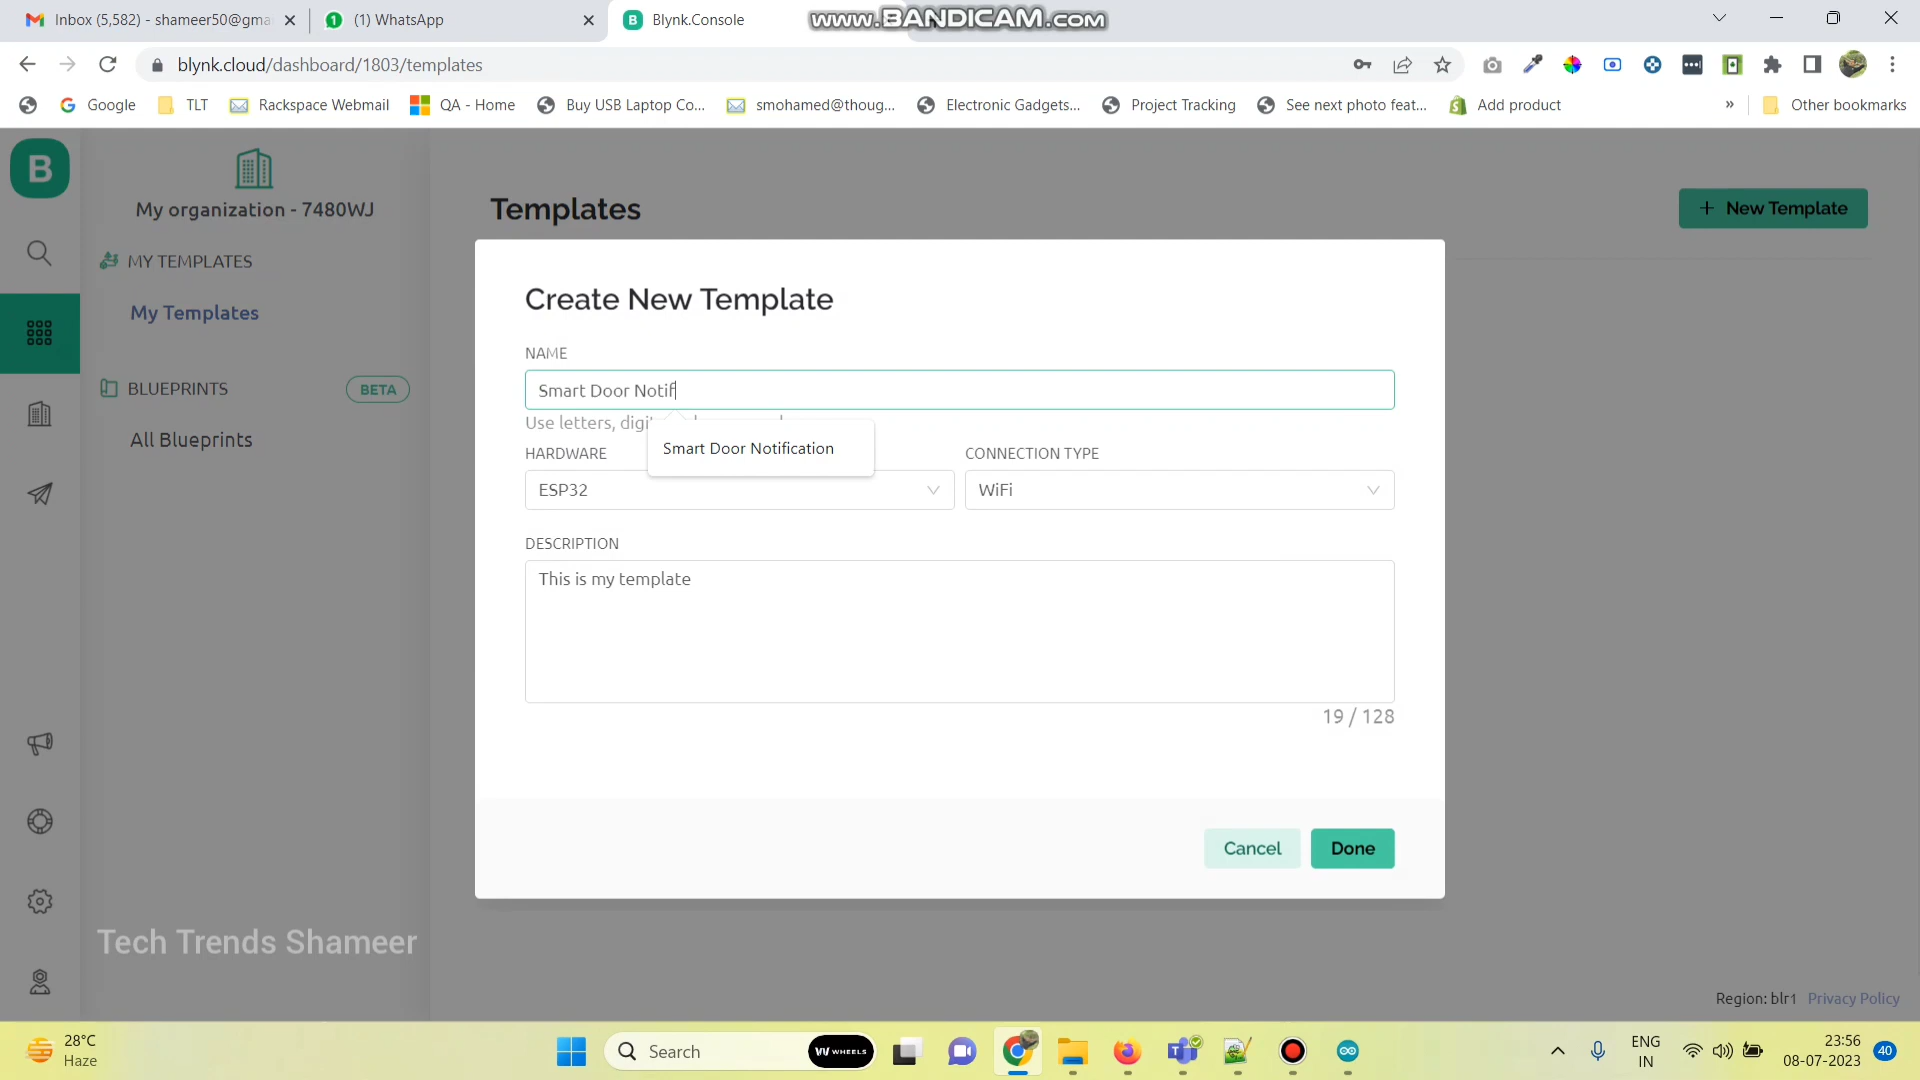 Inbox (5,582) - shameer50@gma
(1) WhatsApp
Blynk.Console
www.BANDICAM.com
blynk.cloud/dashboard/1803/templates
Google
TLT
Rackspace Webmail
QA - Home
Buy USB Laptop Co...
smohamed@thoug...
Electronic Gadgets...
Project Tracking
See next photo feat...
Add product
»
Other bookmarks
B
My organization - 7480WJ
MY TEMPLATES
My Templates
BLUEPRINTS
BETA
All Blueprints
Templates
+ New Template
Create New Template
NAME
Smart Door Notif
Use letters, digit
Smart Door Notification
HARDWARE
CONNECTION TYPE
ESP32
WiFi
DESCRIPTION
This is my template
19 / 128
Cancel
Done
Tech Trends Shameer
Region: blr1
Privacy Policy
28°C
Haze
Search
WHEELS
ENG
IN
23:56
08-07-2023
40